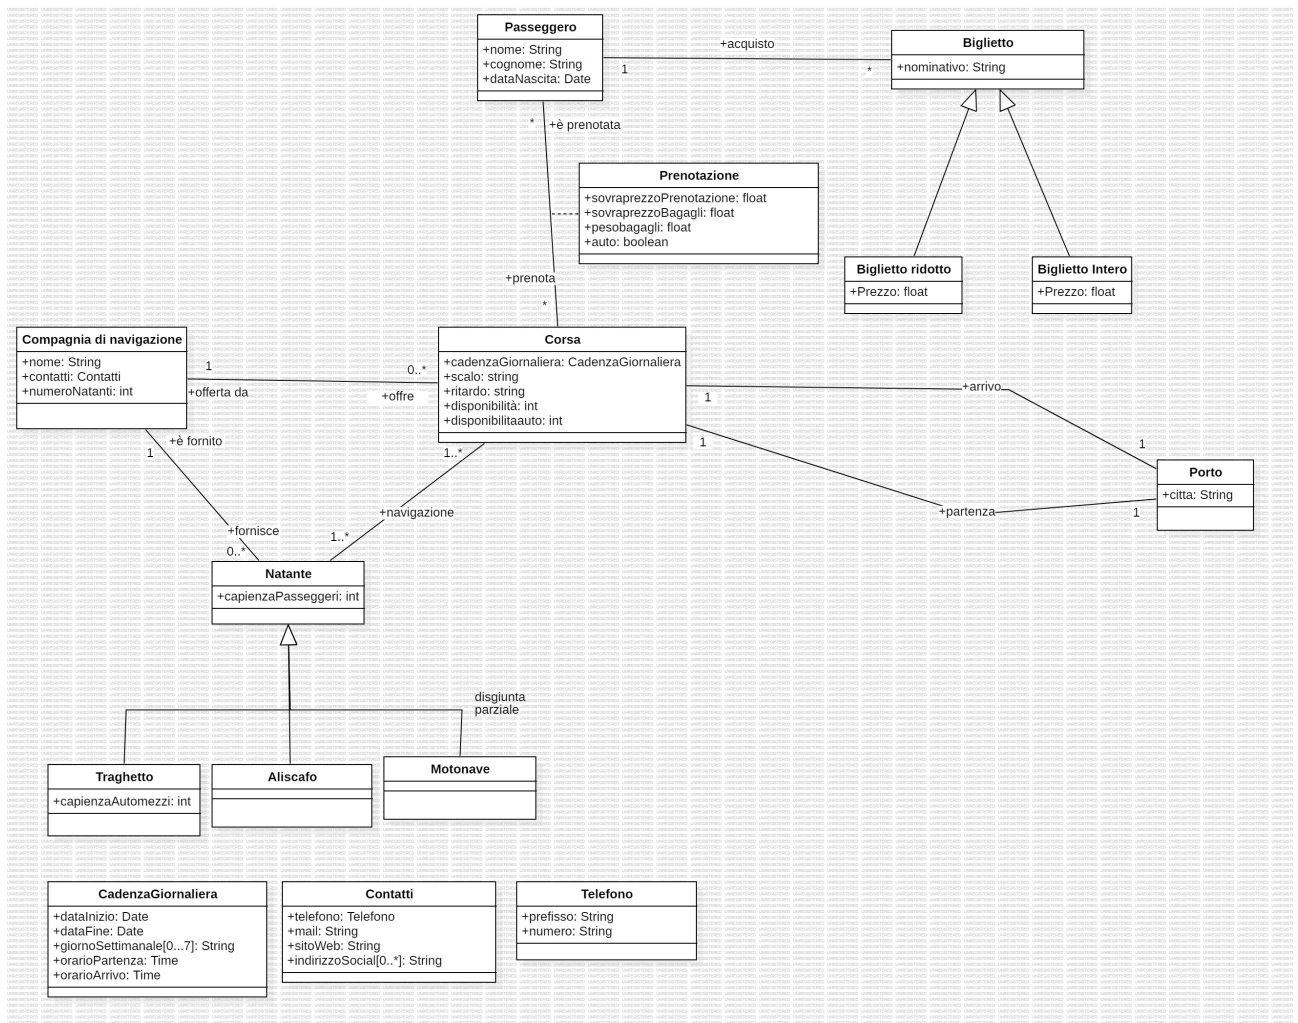 Passeggero
+nome: String
+cognome: String
+dataNascita: Date
+acquisto
1
*
Biglietto
+nominativo: String
*
+è prenotata
Prenotazione
+sovraprezzoPrenotazione: float
+sovraprezzoBagagli: float
+pesobagagli: float
+auto: boolean
+prenota
*
Biglietto ridotto
+Prezzo: float
Biglietto Intero
+Prezzo: float
Compagnia di navigazione
+nome: String
+contatti: Contatti
+numeroNatanti: int
1
+offerta da
0..*
+offre
Corsa
+cadenzaGiornaliera: CadenzaGiornaliera
+scalo: string
+ritardo: string
+disponibilità: int
+disponibilitaauto: int
1
+arrivo
1
1
+partenza
1
Porto
+citta: String
+è fornito
1
+fornisce
0..*
1..*
+navigazione
1..*
Natante
+capienzaPasseggeri: int
disgiunta
parziale
Traghetto
+capienzaAutomezzi: int
Aliscafo
Motonave
CadenzaGiornaliera
+dataInizio: Date
+dataFine: Date
+giornoSettimanale[0...7]: String
+orarioPartenza: Time
+orarioArrivo: Time
Contatti
+telefono: Telefono
+mail: String
+sitoWeb: String
+indirizzoSocial[0..*]: String
Telefono
+prefisso: String
+numero: String